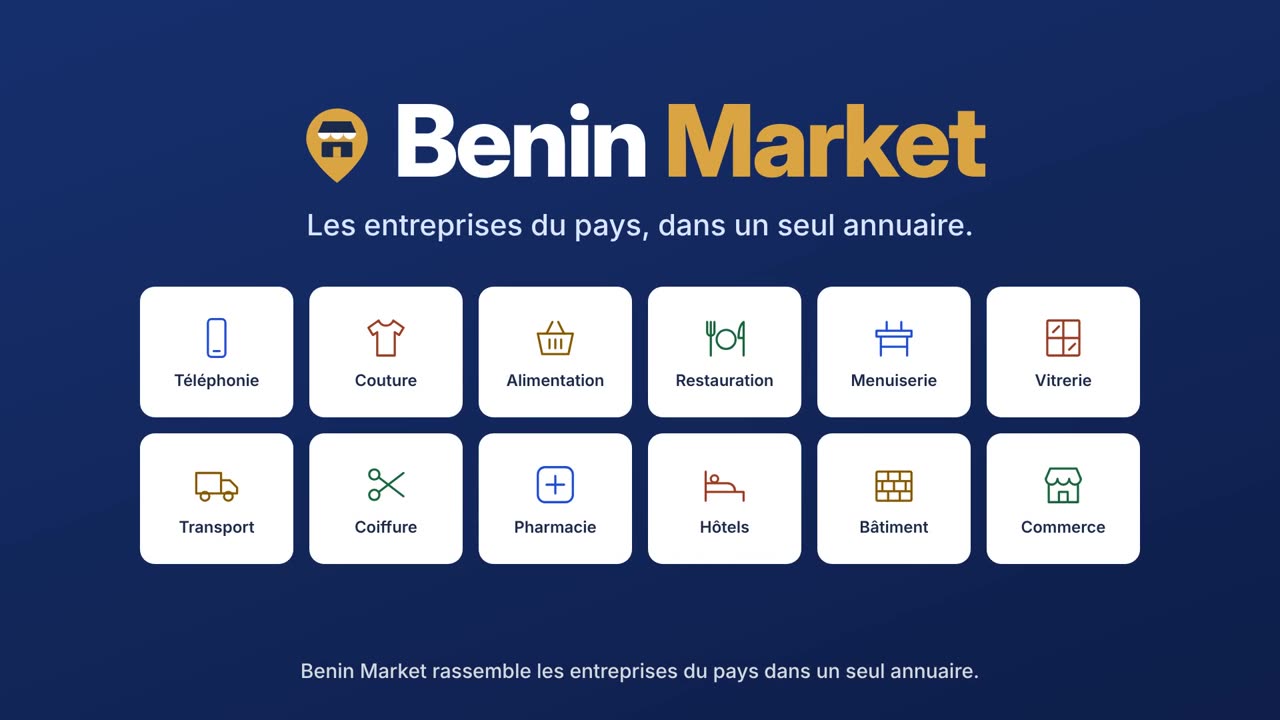 Benin Market
Les entreprises du pays, dans un seul annuaire.
Téléphonie
Couture
Alimentation
Restauration
Menuiserie
Vitrerie
Transport
Coiffure
Pharmacie
Hôtels
Bâtiment
Commerce
Benin Market rassemble les entreprises du pays dans un seul annuaire.